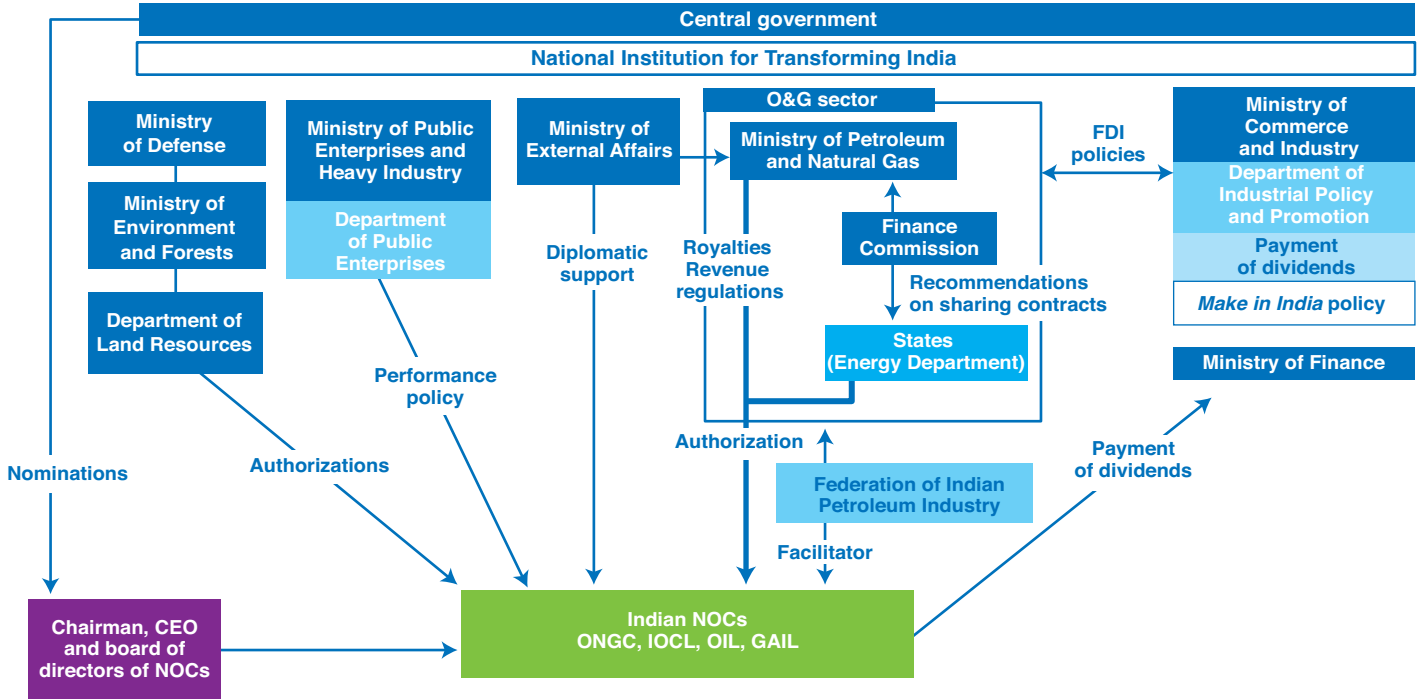 Central government
National Institution for Transforming India
Ministry
of Defense
Ministry of
Environment
and Forests
Department of
Land Resources
Ministry of Public
Enterprises and
Heavy Industry
Department
of Public
Enterprises
Ministry of
External Affairs
O&G sector
Ministry of Petroleum
and Natural Gas
Finance
Commission
Royalties
Revenue
regulations
Recommendations
on sharing contracts
States
(Energy Department)
FDI
policies
Ministry of
Commerce
and Industry
Department of
Industrial Policy
and Promotion
Payment
of dividends
Make in India policy
Ministry of Finance
Diplomatic
support
Performance
policy
Nominations
Authorizations
Authorization
Federation of Indian
Petroleum Industry
Facilitator
Payment
of dividends
Chairman, CEO
and board of
directors of NOCs
Indian NOCs
ONGC, IOCL, OIL, GAIL